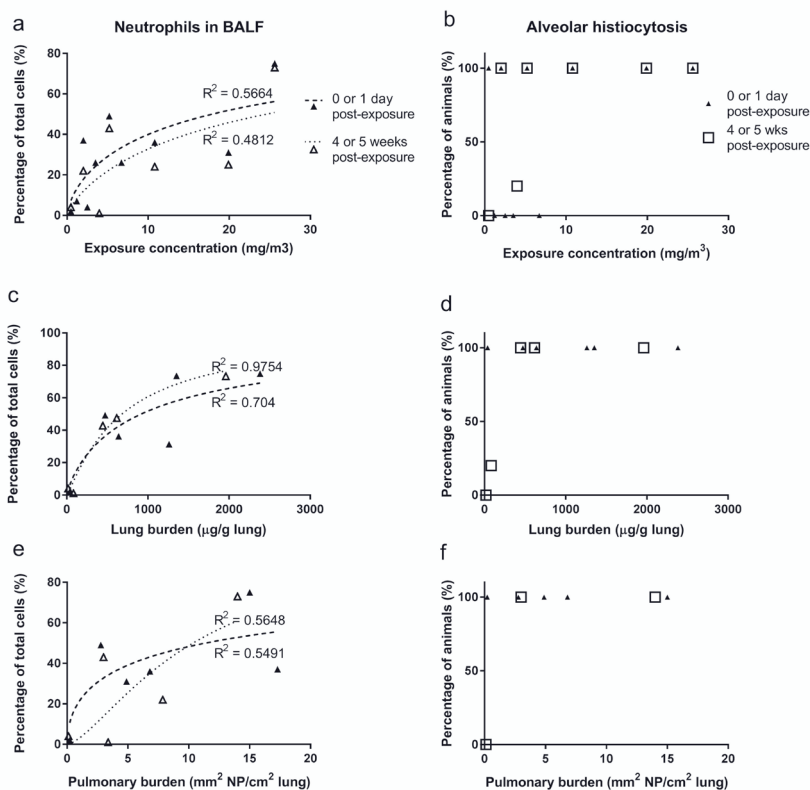 a
Neutrophils in BALF
Percentage of total cells (%)
80
60
40
20
0
0
10
20
30
Exposure concentration (mg/m3)
R² = 0.5664
R² = 0.4812
0 or 1 day
post-exposure
4 or 5 weeks
post-exposure
b
Alveolar histiocytosis
Percentage of animals (%)
100
50
0
0
10
20
30
Exposure concentration (mg/m³)
0 or 1 day
post-exposure
4 or 5 wks
post-exposure
c
Percentage of total cells (%)
100
80
60
40
20
0
0
1000
2000
3000
Lung burden (μg/g lung)
R² = 0.9754
R² = 0.704
d
Percentage of animals (%)
100
50
0
0
1000
2000
3000
Lung burden (μg/g lung)
e
Percentage of total cells (%)
80
60
40
20
0
0
5
10
15
20
Pulmonary burden (mm² NP/cm² lung)
R² = 0.5648
R² = 0.5491
f
Percentage of animals (%)
100
50
0
0
5
10
15
20
Pulmonary burden (mm² NP/cm² lung)